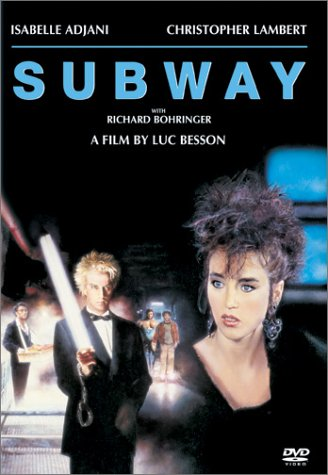 ISABELLE ADJANI CHRISTOPHER LAMBERT
SUBWAY
WITH
RICHARD BOHRINGER
A FILM BY LUC BESSON
DVD
VIDEO